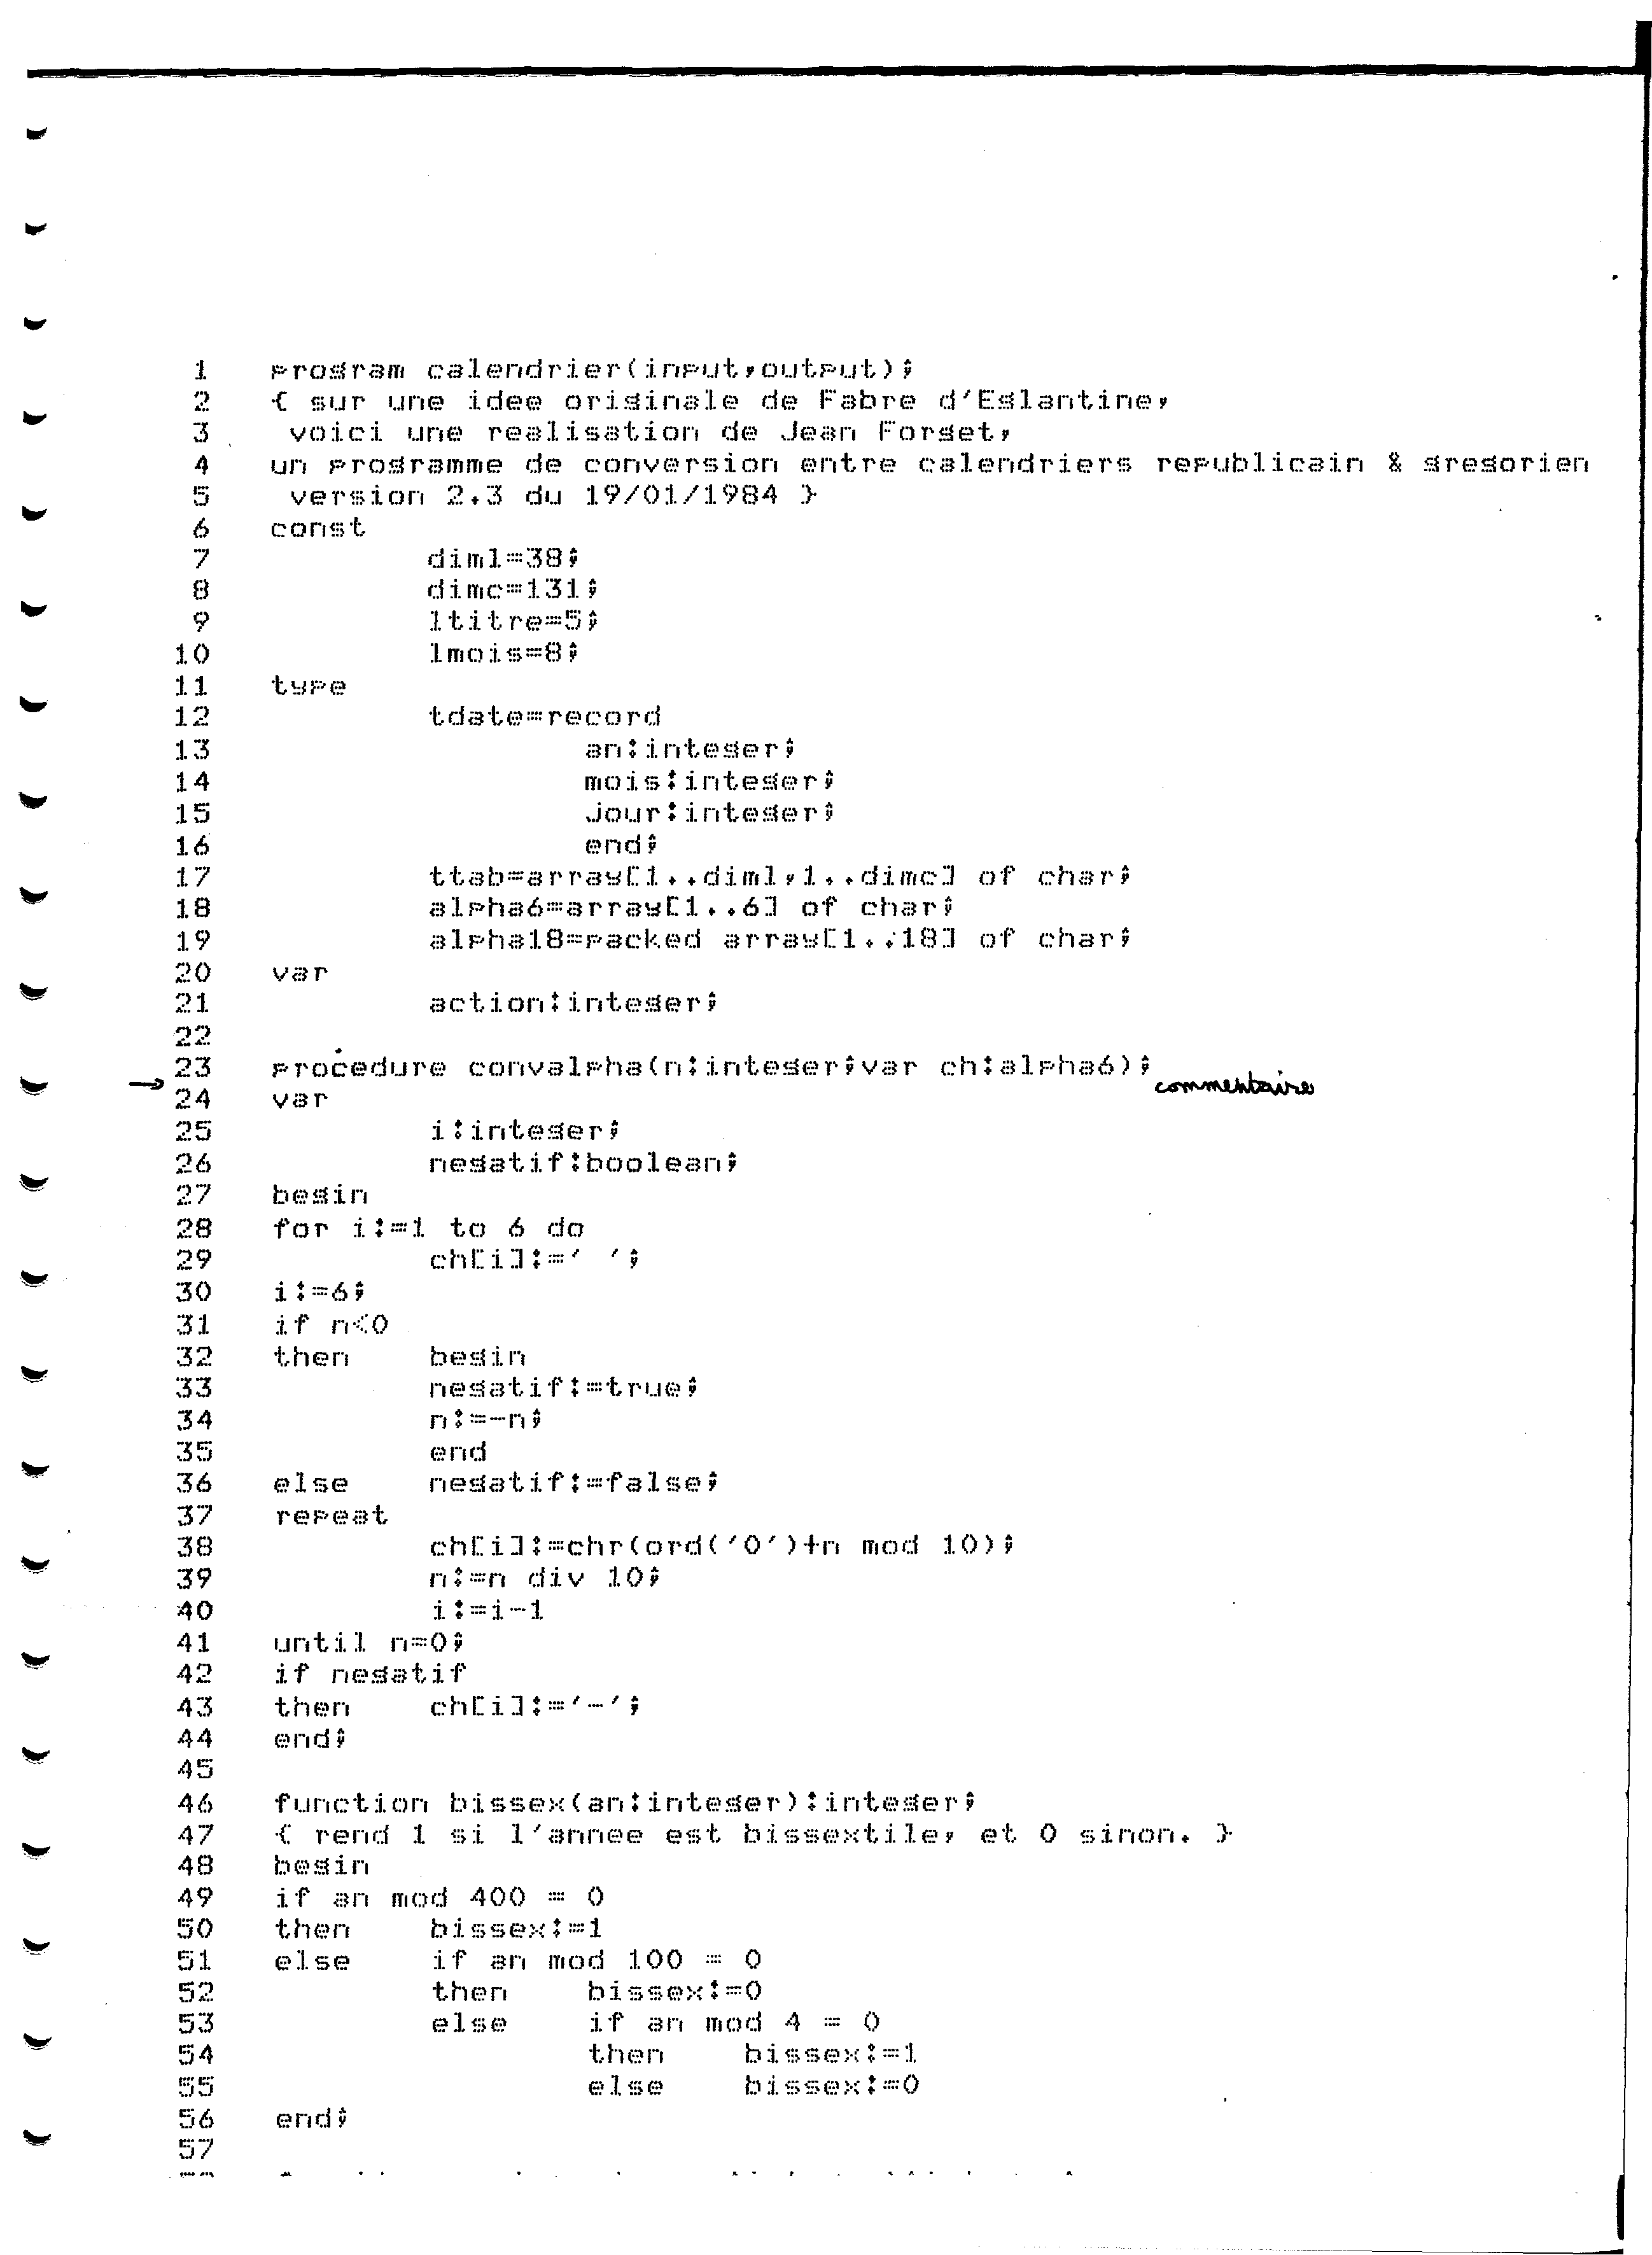 1 program calendrier(input,output);
2 { sur une idee originale de Fabre d'Eglantine,
3 voici une realisation de Jean Forget,
4 un programme de conversion entre calendriers republicain & gregorien
5 version 2.3 du 19/01/1984 }
6 const
7 diml=38;
8 dimc=131;
9 ltitre=5;
10 lmois=8;
11 type
12 tdate=record
13 an:integer;
14 mois:integer;
15 jour:integer;
16 end;
17 ttab=array[1..diml,1..dimc] of char;
18 alpha6=array[1..6] of char;
19 alpha18=packed array[1..18] of char;
20 var
21 action:integer;
22
23 procedure convalpha(n:integer;var ch:alpha6);
→ commentaire
24 var
25 i:integer;
26 negatif:boolean;
27 begin
28 for i:=1 to 6 do
29 ch[i]:=' ';
30 i:=6;
31 if n<0
32 then begin
33 negatif:=true;
34 n:=-n;
35 end
36 else negatif:=false;
37 repeat
38 ch[i]:=chr(ord('0')+n mod 10);
39 n:=n div 10;
40 i:=i-1
41 until n=0;
42 if negatif
43 then ch[i]:='-';
44 end;
45
46 function bissex(an:integer):integer;
47 { rend 1 si l'annee est bissextile, et 0 sinon. }
48 begin
49 if an mod 400 = 0
50 then bissex:=1
51 else if an mod 100 = 0
52 then bissex:=0
53 else if an mod 4 = 0
54 then bissex:=1
55 else bissex:=0
56 end;
57